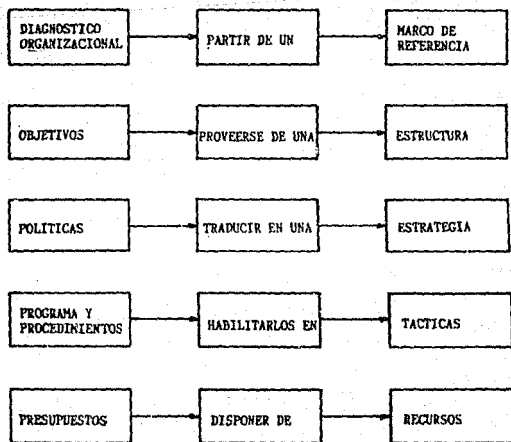 DIAGNOSTICO
ORGANIZACIONAL
PARTIR DE UN
MARCO DE
REFERENCIA
OBJETIVOS
PROVEERSE DE UNA
ESTRUCTURA
POLÍTICAS
TRADUCIR EN UNA
ESTRATEGIA
PROGRAMA Y
PROCEDIMIENTOS
HABILITARLOS EN
TACTICAS
PRESUPUESTOS
DISPONER DE
RECURSOS